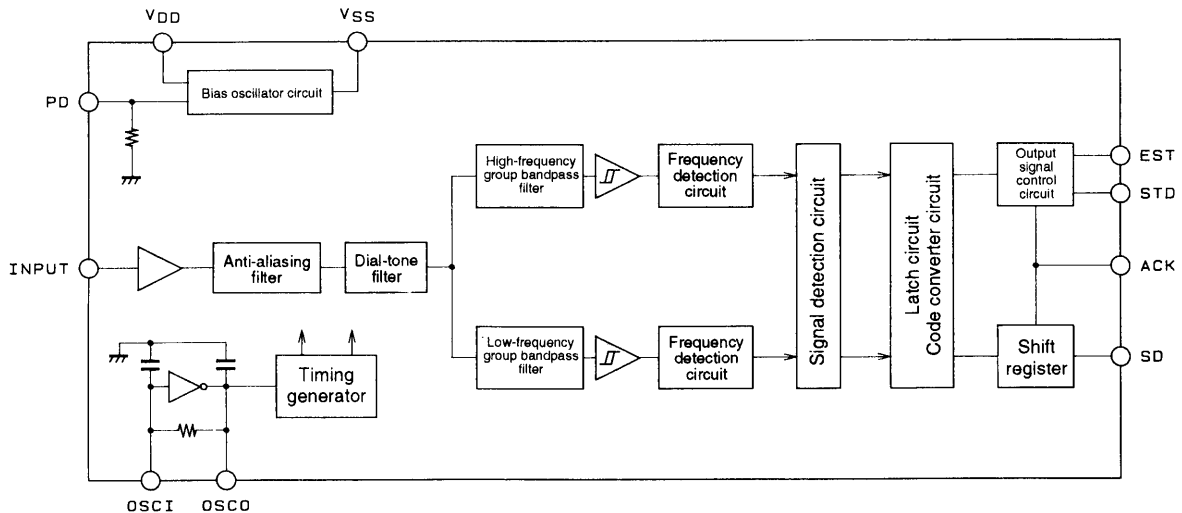 VDD
VSS
PD
Bias oscillator circuit
High-frequency
group bandpass
filter
Frequency
detection
circuit
Signal detection circuit
Latch circuit
Code converter circuit
Output
signal
control
circuit
EST
STD
INPUT
Anti-aliasing
filter
Dial-tone
filter
ACK
Timing
generator
Low-frequency
group bandpass
filter
Frequency
detection
circuit
Shift
register
SD
OSCI
OSCO